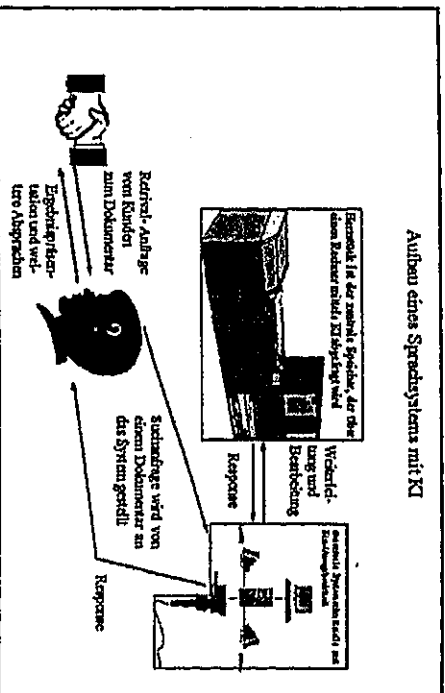 Aufbau eines Sprachsystems mit KI
Herzstück ist der zentrale Speicher, der über
einen Rechner mittels KI abgefragt wird
Weiterlei-
tung und
Bearbeitung
Response
Retrival-Anfrage
vom Kunden
zum Dokumentar
Ergebnispräsen-
tation und wei-
tere Absprachen
?
Suchanfrage wird von
einem Dokumentar an
das System gestellt
Response